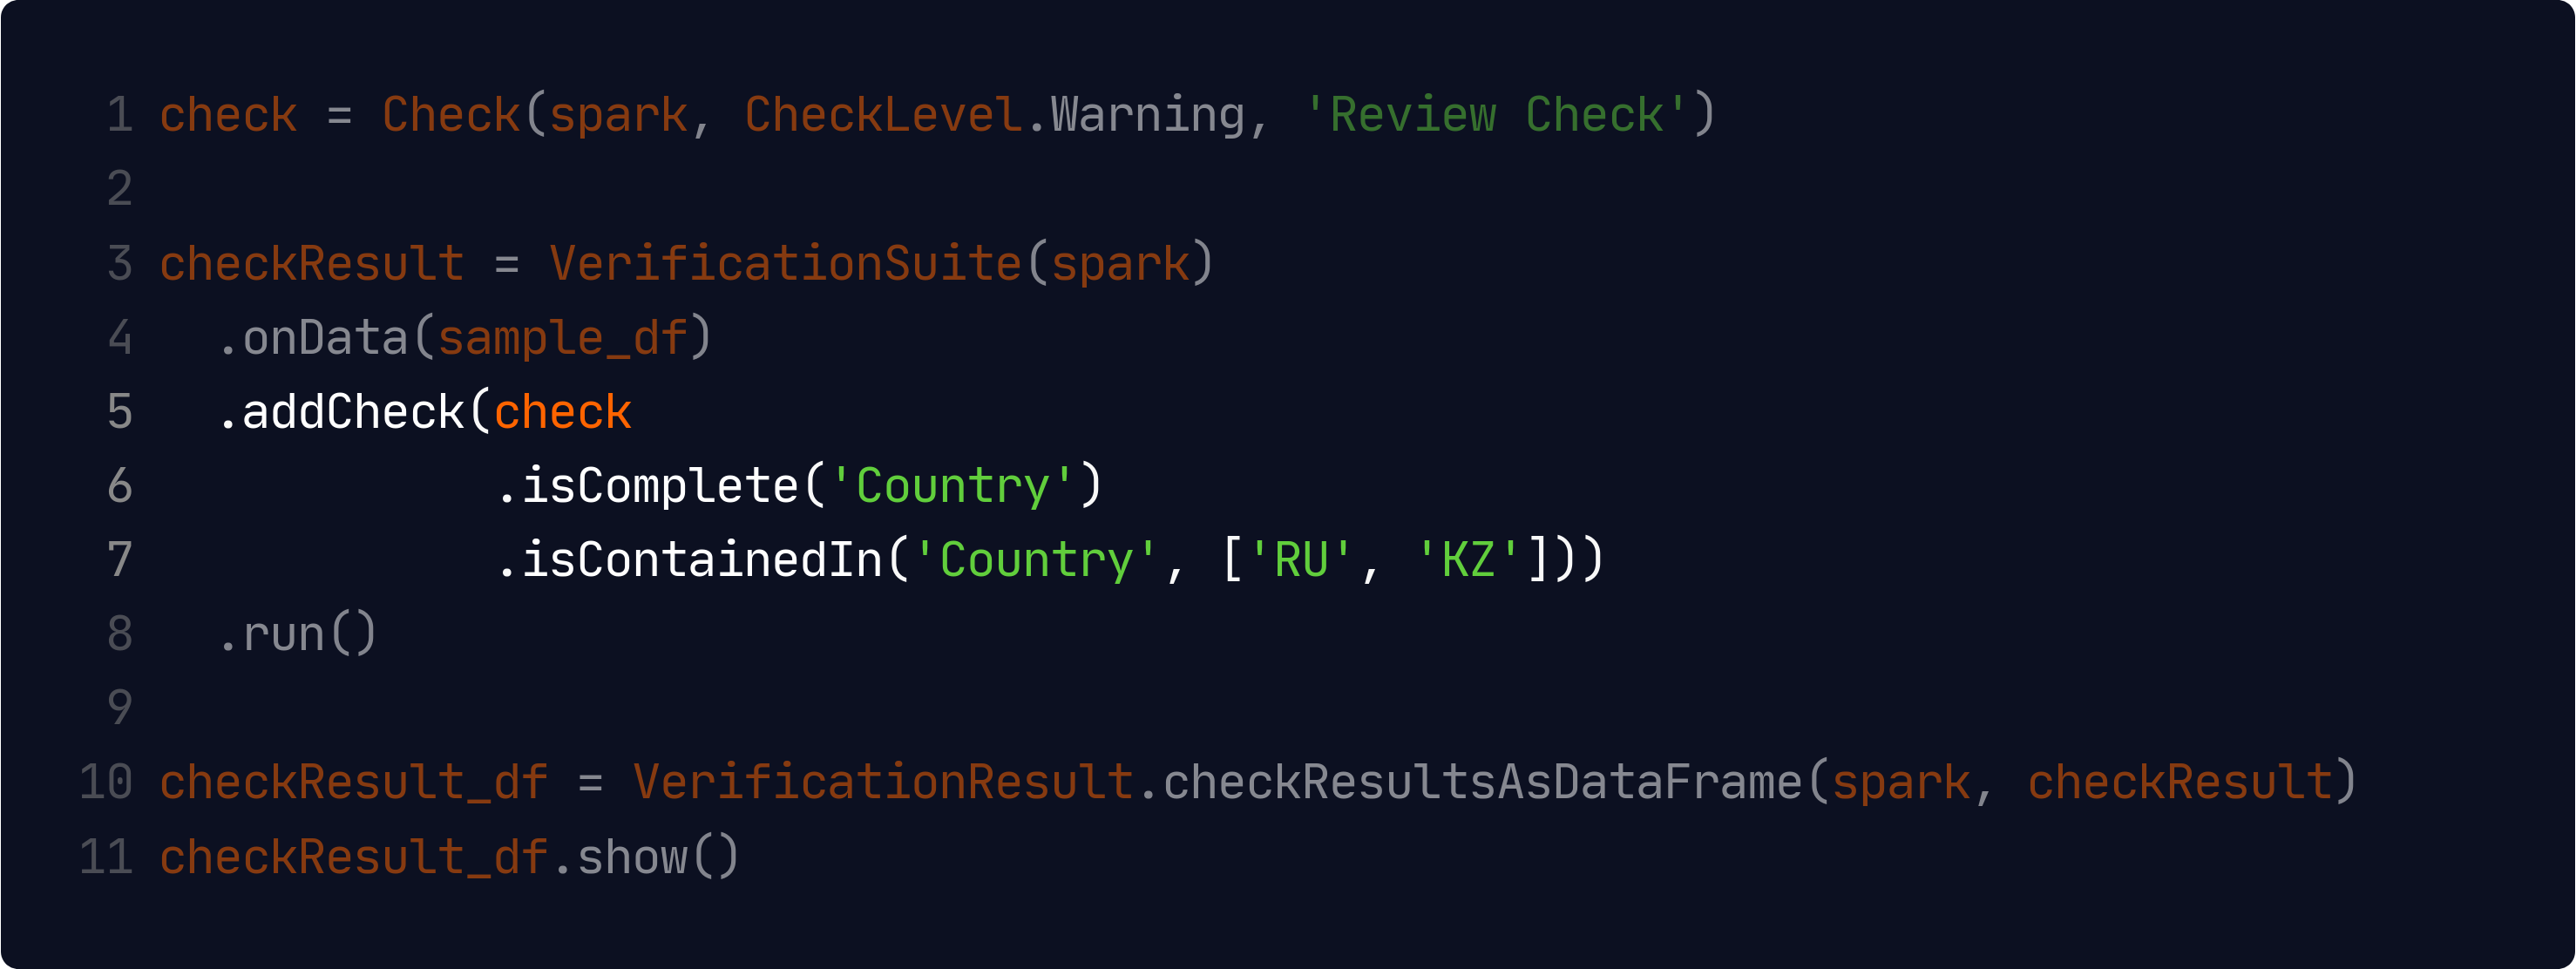 1 check = Check(spark, CheckLevel.Warning, 'Review Check')
2
3 checkResult = VerificationSuite(spark)
4   .onData(sample_df)
5   .addCheck(check
6             .isComplete('Country')
7             .isContainedIn('Country', ['RU', 'KZ']))
8   .run()
9
10 checkResult_df = VerificationResult.checkResultsAsDataFrame(spark, checkResult)
11 checkResult_df.show()